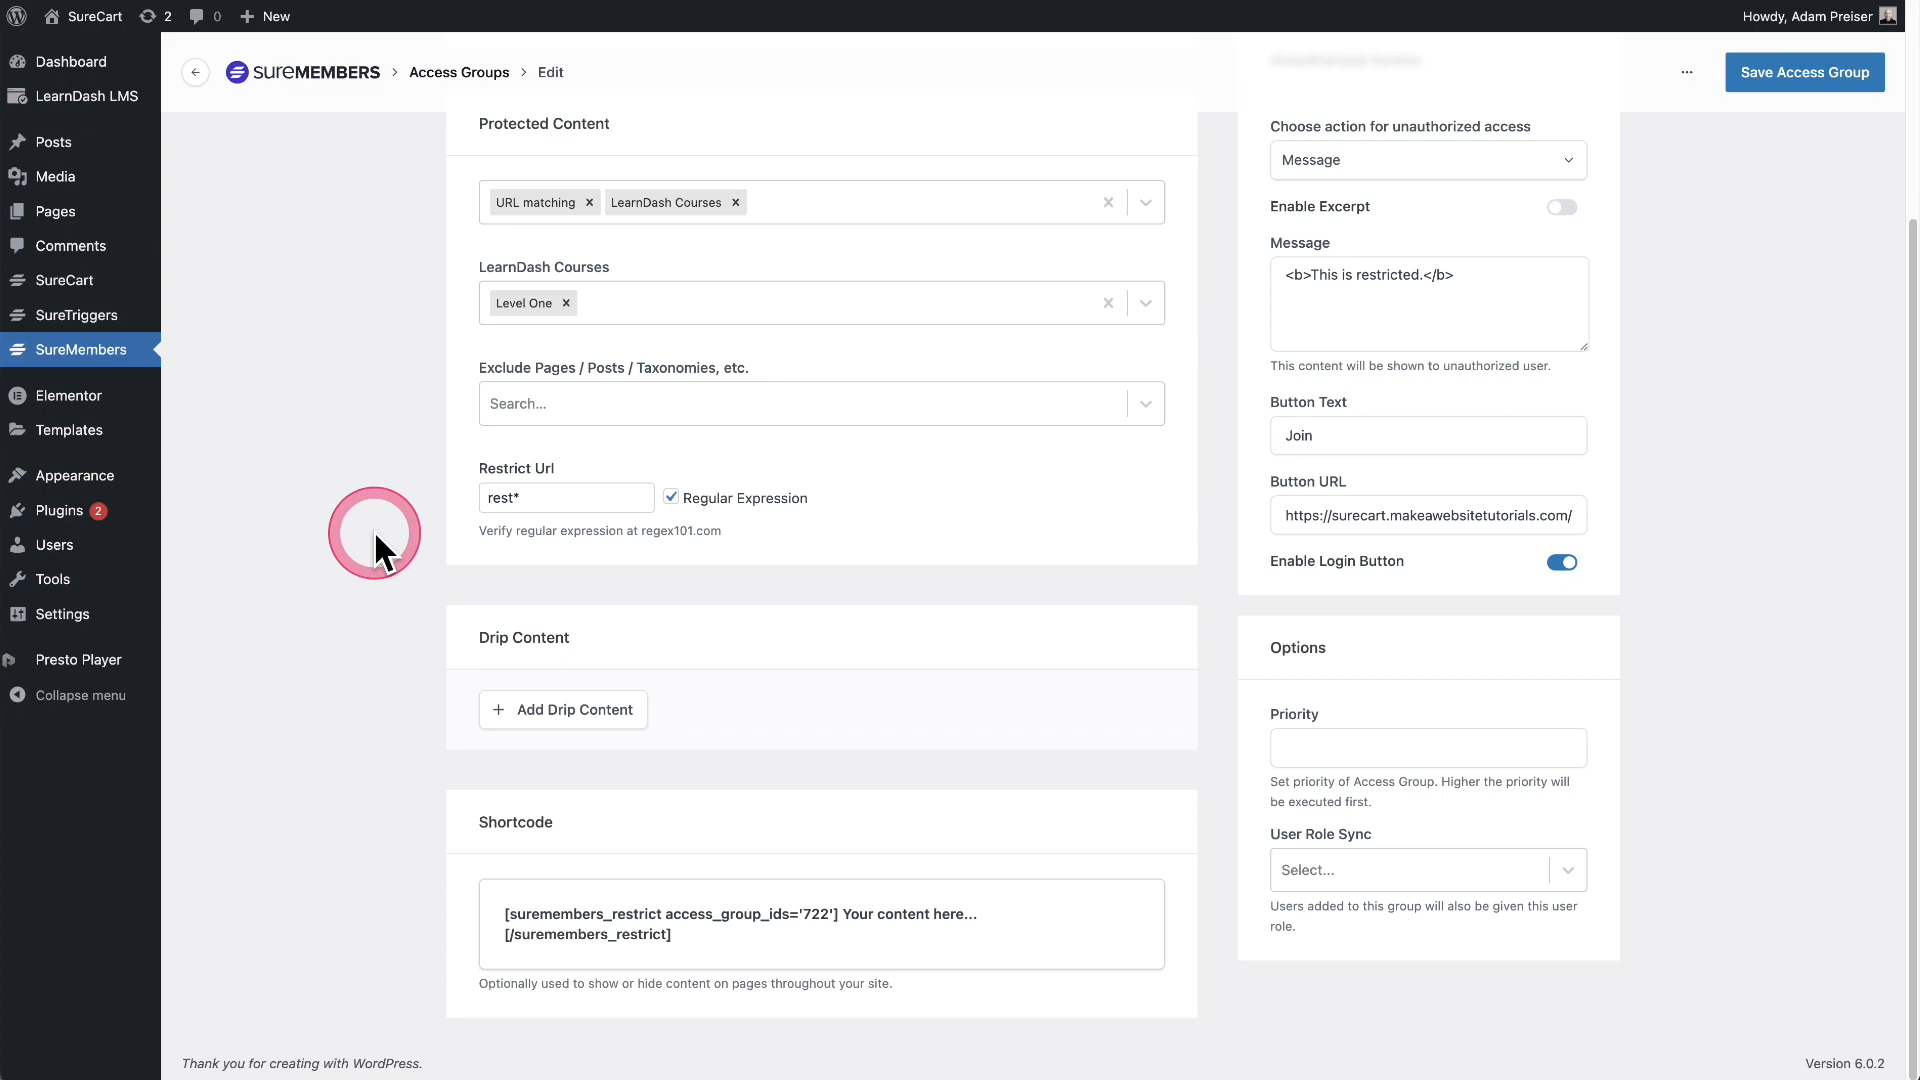 SureCart
2
0
New
Howdy, Adam Preiser
Dashboard
LearnDash LMS
Posts
Media
Pages
Comments
SureCart
SureTriggers
SureMembers
Elementor
Templates
Appearance
Plugins 2
Users
Tools
Settings
Presto Player
Collapse menu
SUREMEMBERS > Access Groups > Edit
...
Save Access Group
Protected Content
URL matching × LearnDash Courses ×
LearnDash Courses
Level One ×
Exclude Pages / Posts / Taxonomies, etc.
Search...
Restrict Url
rest*
Regular Expression
Verify regular expression at regex101.com
Drip Content
+ Add Drip Content
Shortcode
[suremembers_restrict access_group_ids='722'] Your content here...
[/suremembers_restrict]
Optionally used to show or hide content on pages throughout your site.
Unauthorized Access
Choose action for unauthorized access
Message
Enable Excerpt
Message
<b>This is restricted.</b>
This content will be shown to unauthorized user.
Button Text
Join
Button URL
https://surecart.makeawebsitetutorials.com/
Enable Login Button
Options
Priority
Set priority of Access Group. Higher the priority will
be executed first.
User Role Sync
Select...
Users added to this group will also be given this user
role.
Thank you for creating with WordPress.
Version 6.0.2